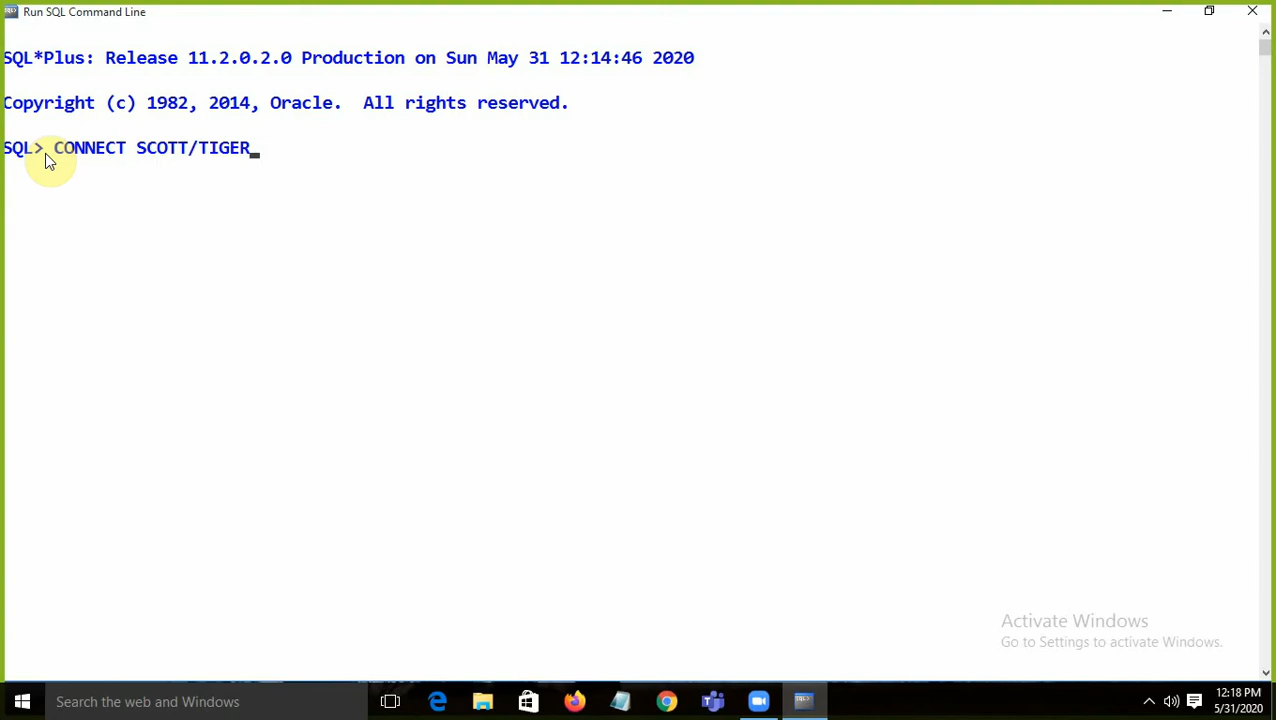 Run SQL Command Line
SQL*Plus: Release 11.2.0.2.0 Production on Sun May 31 12:14:46 2020
Copyright (c) 1982, 2014, Oracle.  All rights reserved.
SQL> CONNECT SCOTT/TIGER
Activate Windows
Go to Settings to activate Windows.
Search the web and Windows
12:18 PM
5/31/2020